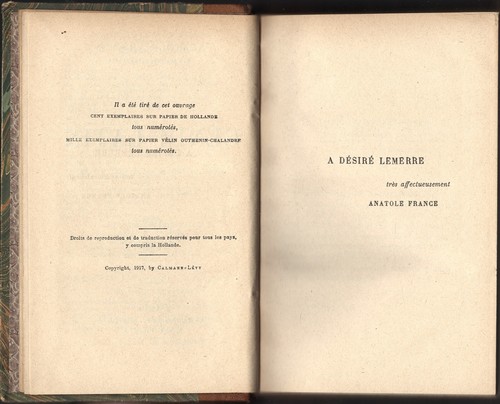 Il a été tiré de cet ouvrage
CENT EXEMPLAIRES SUR PAPIER DE HOLLANDE
tous numérotés,
MILLE EXEMPLAIRES SUR PAPIER VÉLIN OUTHENIN-CHALANDRE
tous numérotés.
Droits de reproduction et de traduction réservés pour tous les pays,
y compris la Hollande.
Copyright, 1917, by CALMANN-LÉVY
A DÉSIRÉ LEMERRE
très affectueusement
ANATOLE FRANCE